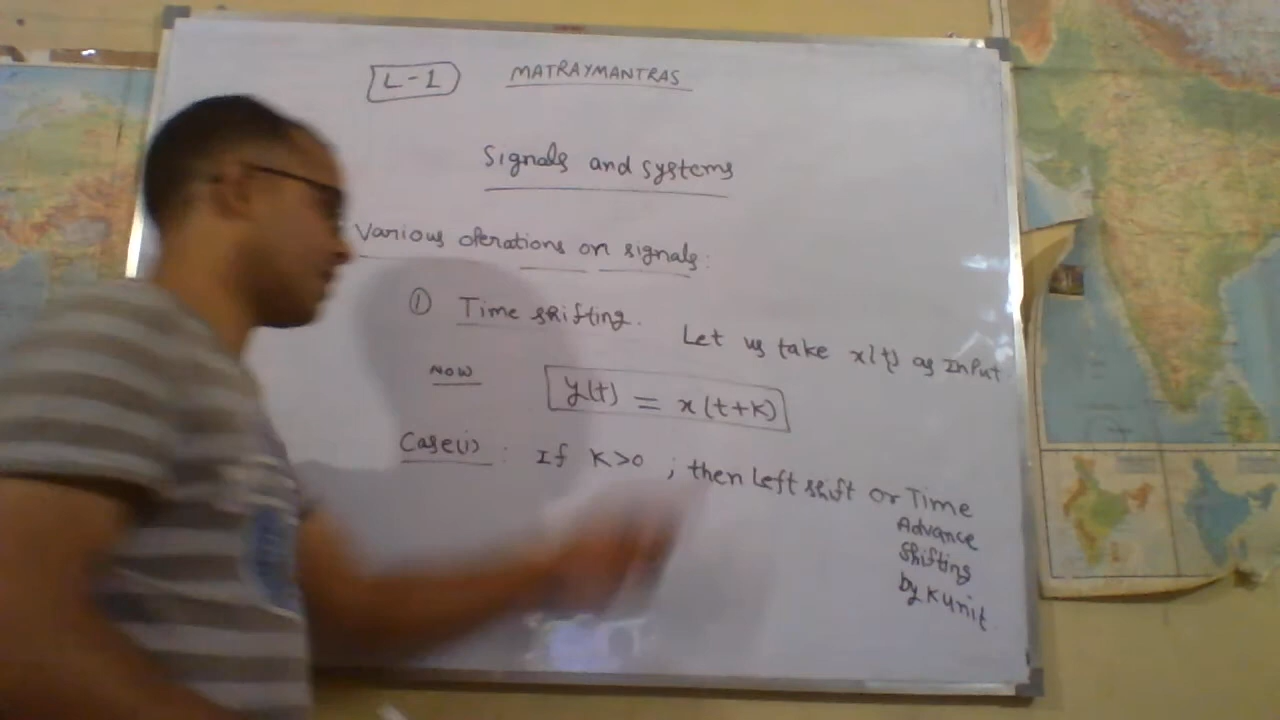 L-1 MATRAYMANTRAS
Signals and systems
Various operations on signals:
① Time shifting. Let us take x(t) as Input.
Now y(t) = x(t+K)
Case(i): If K>0 ; then Left shift or Time
Advance
shifting
by K unit.